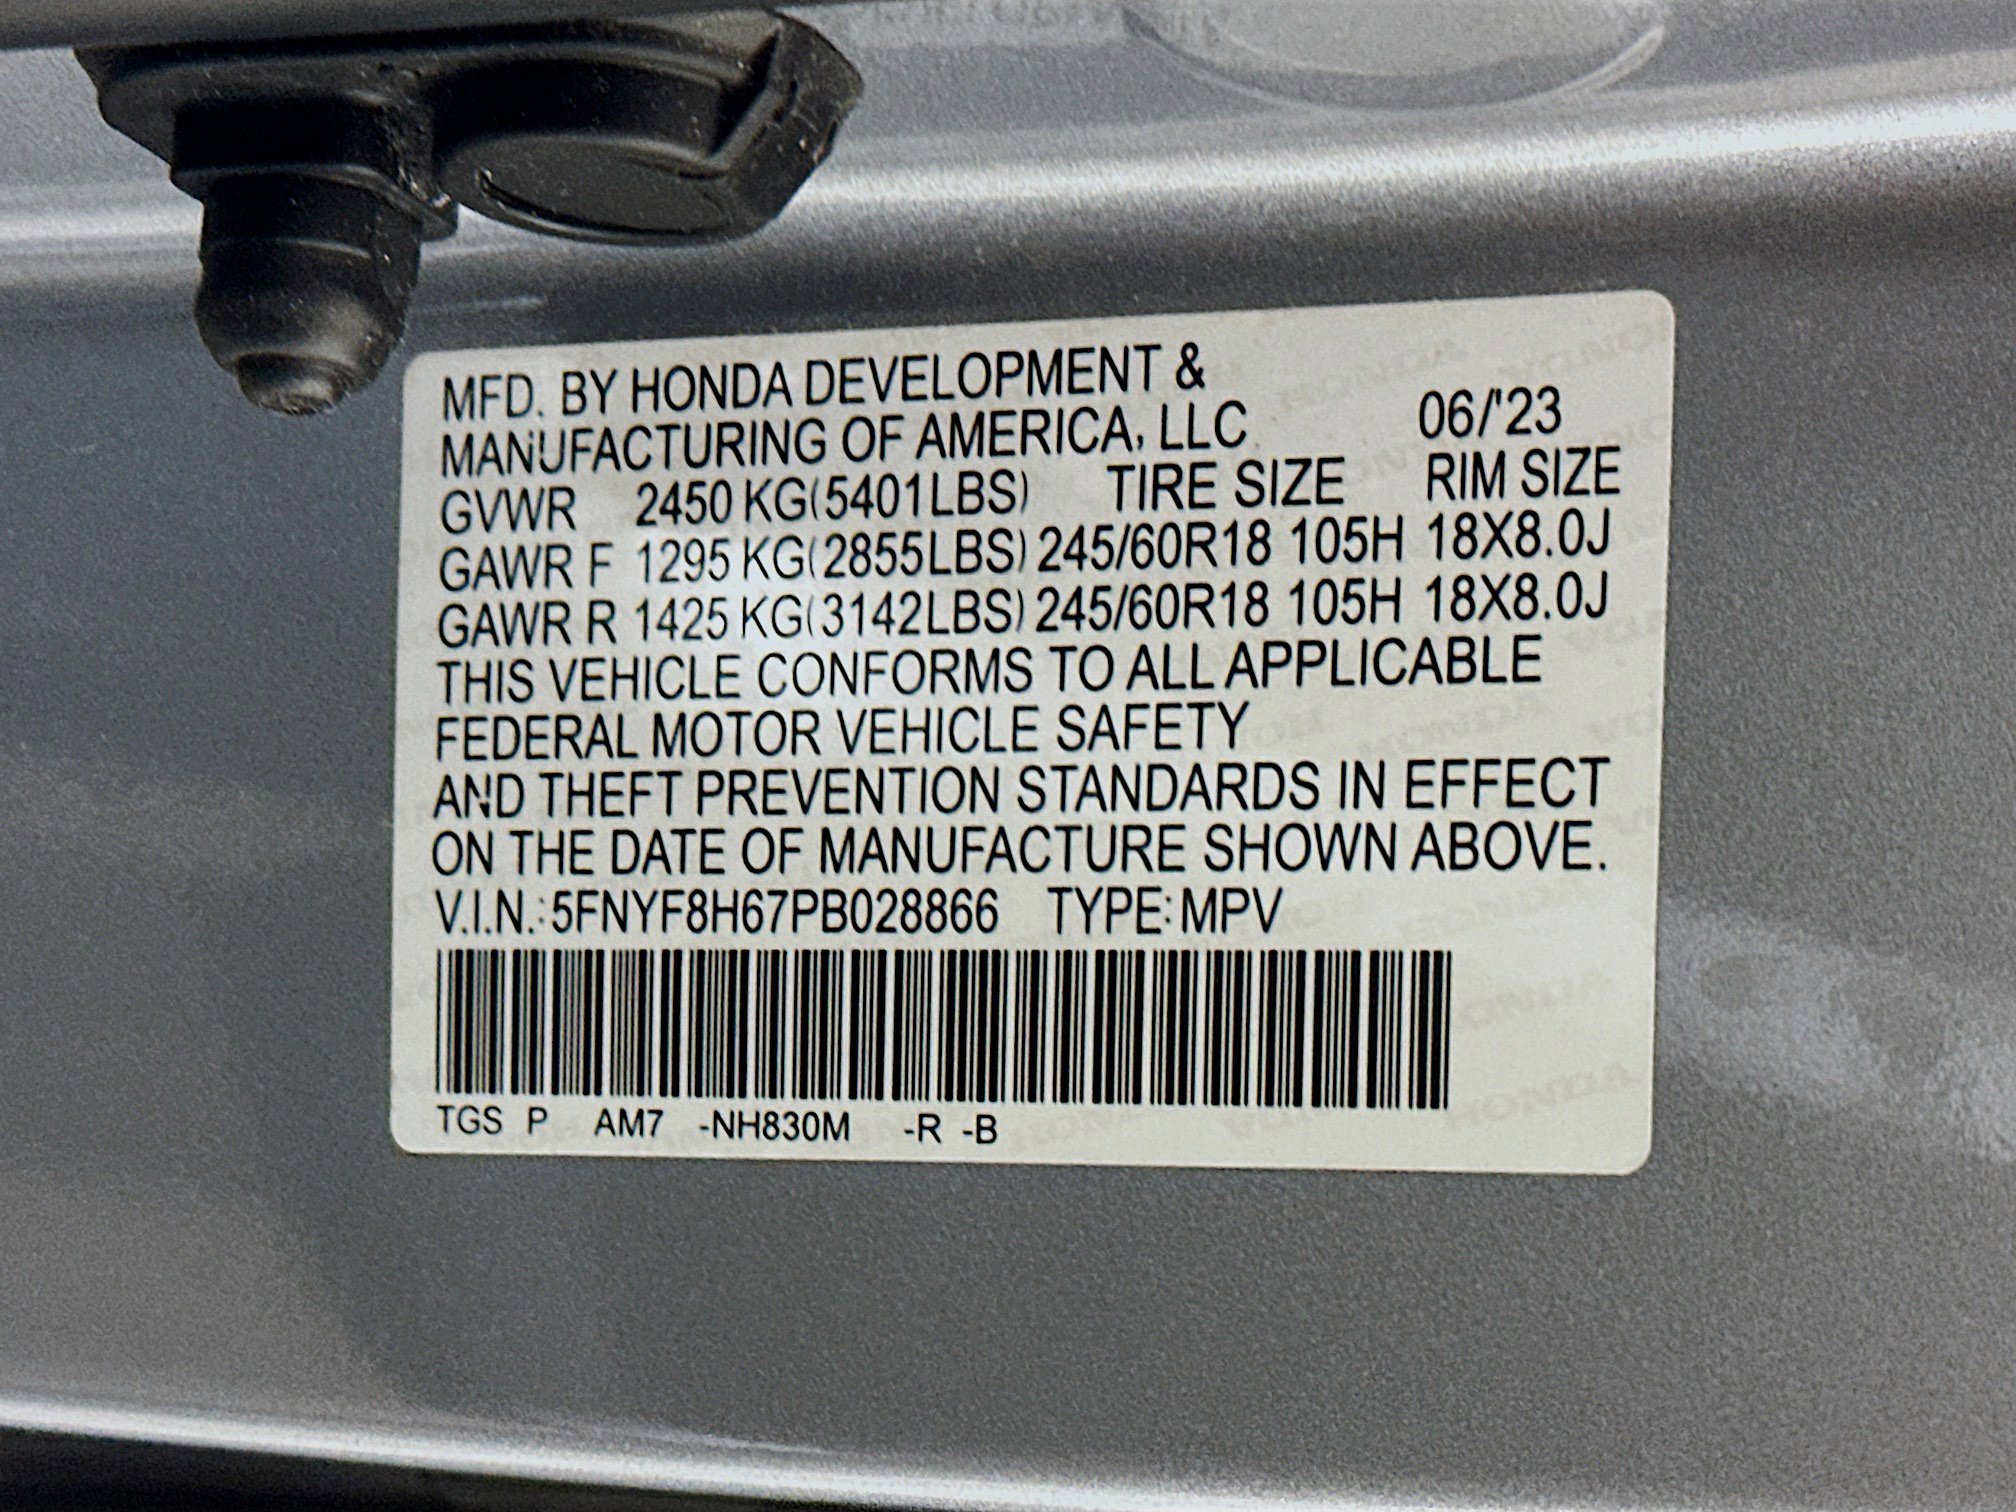 MFD. BY HONDA DEVELOPMENT &
MANUFACTURING OF AMERICA, LLC 06/'23
GVWR 2450 KG(5401LBS) TIRE SIZE RIM SIZE
GAWR F 1295 KG(2855LBS) 245/60R18 105H 18X8.0J
GAWR R 1425 KG(3142LBS) 245/60R18 105H 18X8.0J
THIS VEHICLE CONFORMS TO ALL APPLICABLE
FEDERAL MOTOR VEHICLE SAFETY
AND THEFT PREVENTION STANDARDS IN EFFECT
ON THE DATE OF MANUFACTURE SHOWN ABOVE.
V.I.N.: 5FNYF8H67PB028866 TYPE: MPV
TGS P AM7 -NH830M -R -B